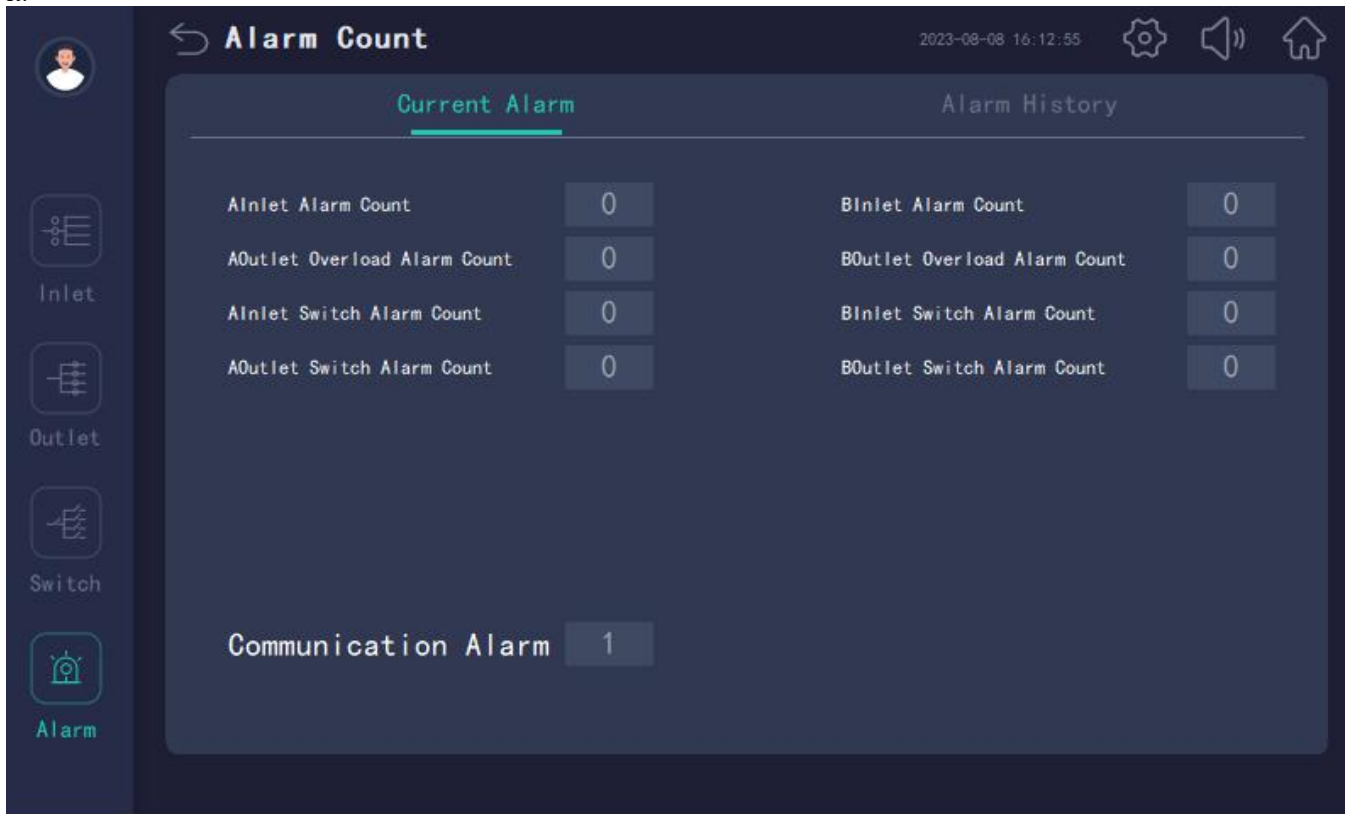 Alarm Count
2023-08-08 16:12:55
Current Alarm
Alarm History
AInlet Alarm Count 0
BInlet Alarm Count 0
AOutlet Overload Alarm Count 0
BOutlet Overload Alarm Count 0
AInlet Switch Alarm Count 0
BInlet Switch Alarm Count 0
AOutlet Switch Alarm Count 0
BOutlet Switch Alarm Count 0
Communication Alarm 1
Inlet
Outlet
Switch
Alarm